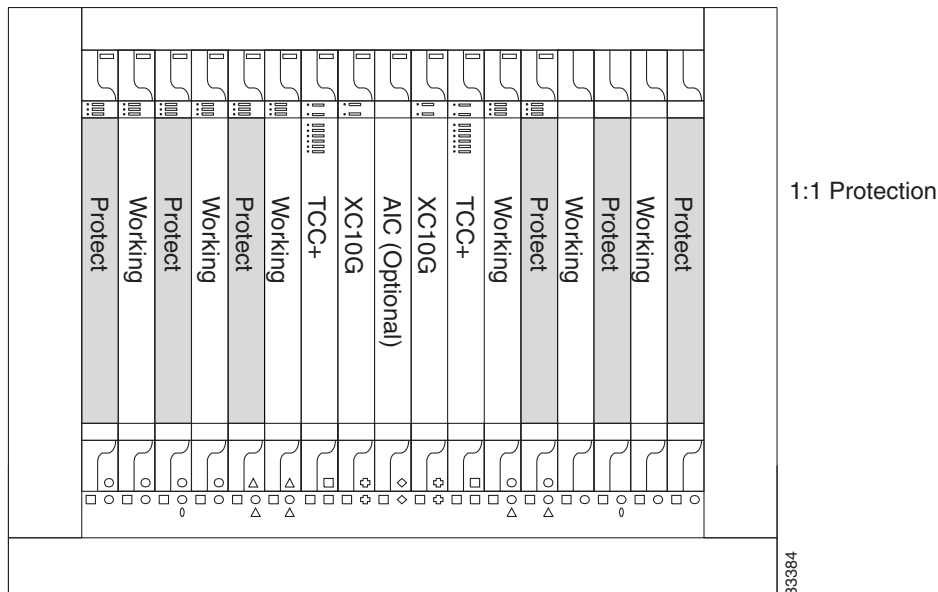 Protect
Working
Protect
Working
Protect
Working
TCC+
XC10G
AIC (Optional)
XC10G
TCC+
Working
Protect
Working
Protect
Working
Protect
1:1 Protection
33384